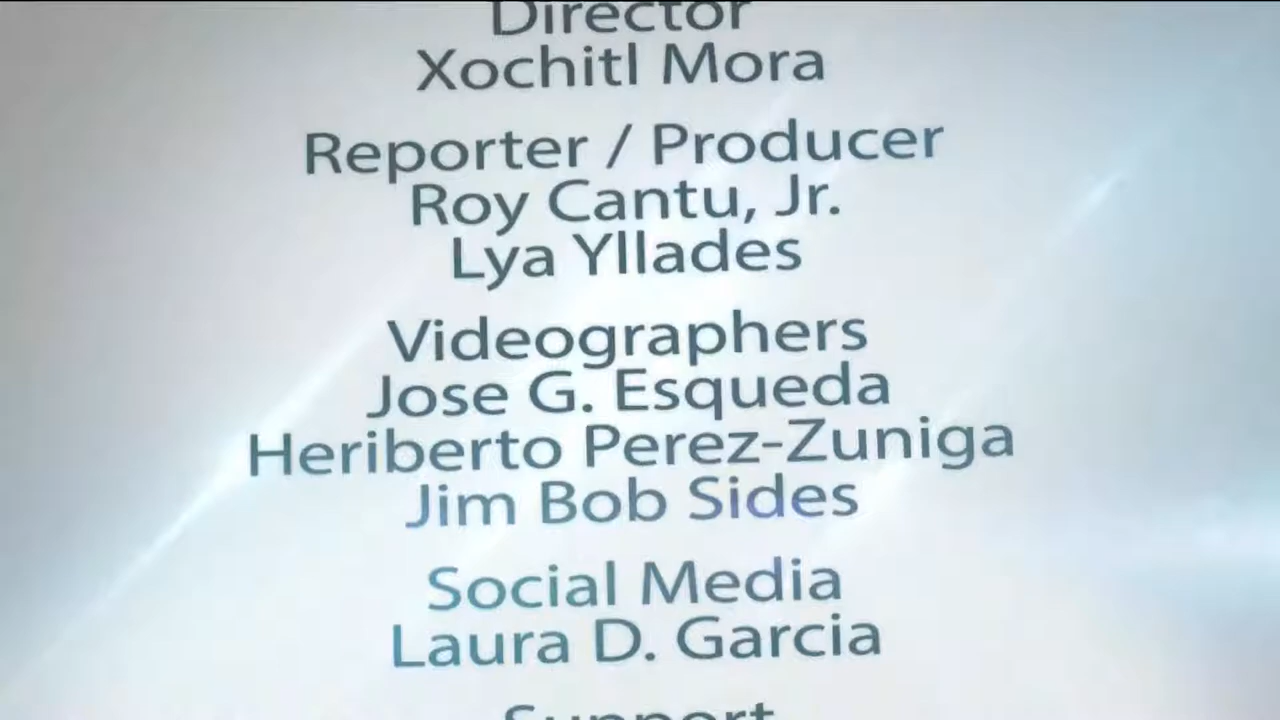 Director
Xochitl Mora
Reporter / Producer
Roy Cantu, Jr.
Lya Yllades
Videographers
Jose G. Esqueda
Heriberto Perez-Zuniga
Jim Bob Sides
Social Media
Laura D. Garcia
Support